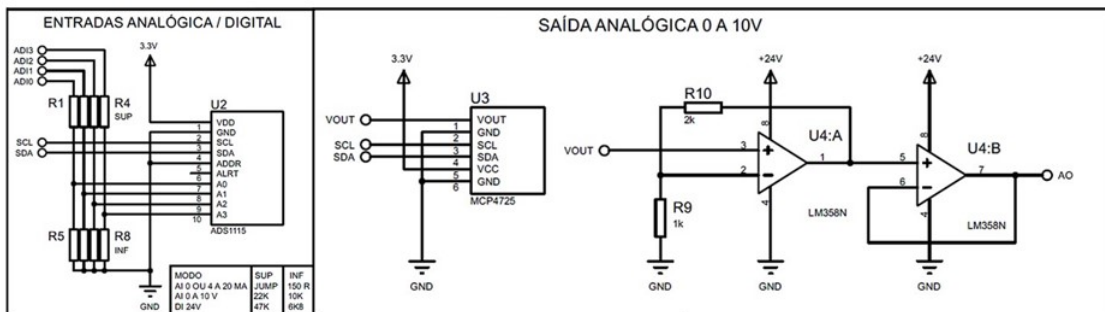 ENTRADAS ANALÓGICA / DIGITAL
ADI3
ADI2
ADI1
ADI0
3.3V
R1
R4
SUP
U2
SCL
SDA
VDD
GND
SCL
SDA
ADDR
ALRT
A0
A1
A2
A3
1
2
3
4
5
6
7
8
9
10
ADS1115
R5
R8
INF
GND
MODO SUP INF
AI 0 OU 4 A 20 MA JUMP 150 R
AI 0 A 10 V 22K 10K
DI 24V 47K 6K8
SAÍDA ANALÓGICA 0 A 10V
3.3V
U3
VOUT
SCL
SDA
VOUT
GND
SCL
SDA
VCC
GND
1
2
3
4
5
6
MCP4725
GND
+24V
R10
2k
VOUT
3
2
8
4
1
U4:A
LM358N
R9
1k
GND
GND
+24V
8
5
6
7
4
U4:B
LM358N
AO
GND